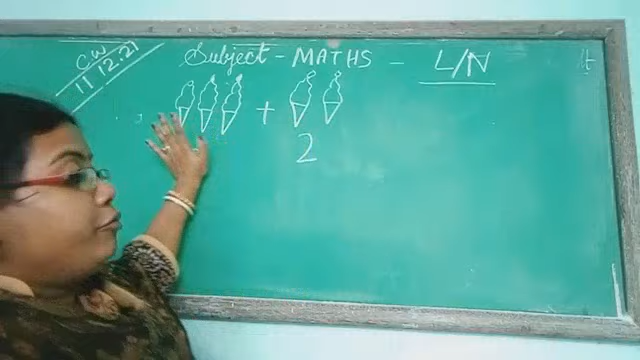 C.W
11.12.21
Subject - MATHS - L/N
+
2